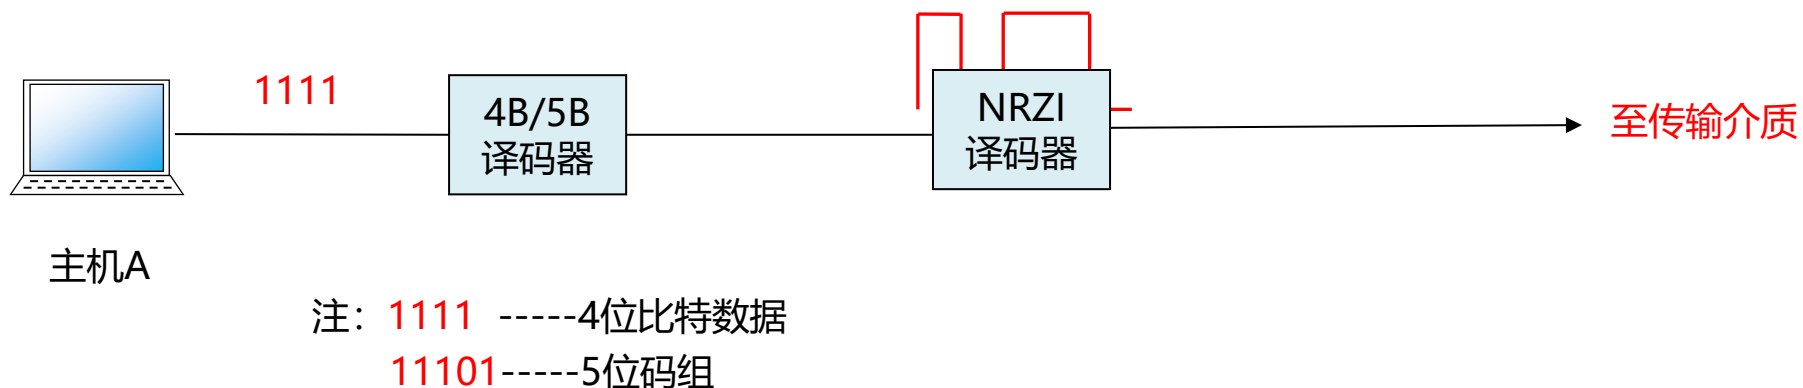 1111
4B/5B
译码器
NRZI
译码器
至传输介质
主机A
注：1111 -----4位比特数据
11101-----5位码组